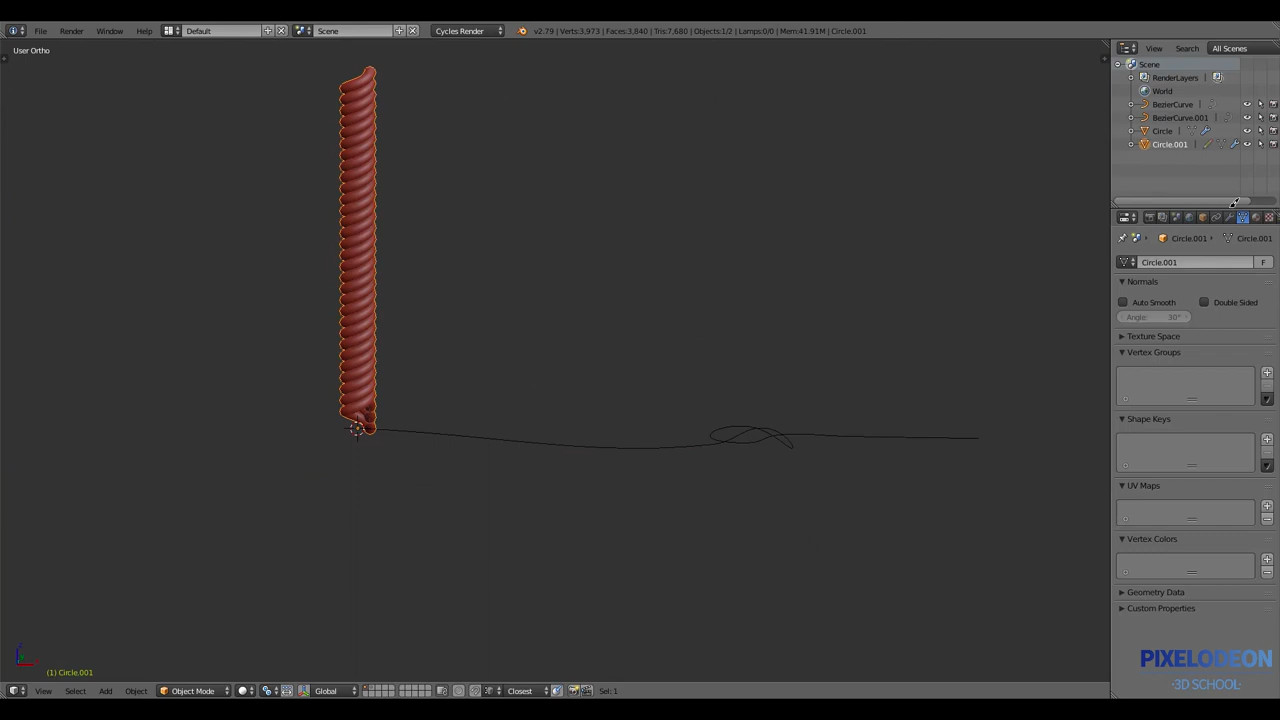 File Render Window Help Default Scene Cycles Render v2.79 | Verts:3,973 | Faces:3,840 | Tris:7,680 | Objects:1/2 | Lamps:0/0 | Mem:41.91M | Circle.001
User Ortho
View Search All Scenes
Scene
RenderLayers
World
BezierCurve
BezierCurve.001
Circle
Circle.001
Circle.001 Circle.001
Circle.001 F
Normals
Auto Smooth Double Sided
Angle: 30°
Texture Space
Vertex Groups
Shape Keys
UV Maps
Vertex Colors
Geometry Data
Custom Properties
PIXELODEON
3D SCHOOL
(1) Circle.001
View Select Add Object Object Mode Global Closest Sel: 1